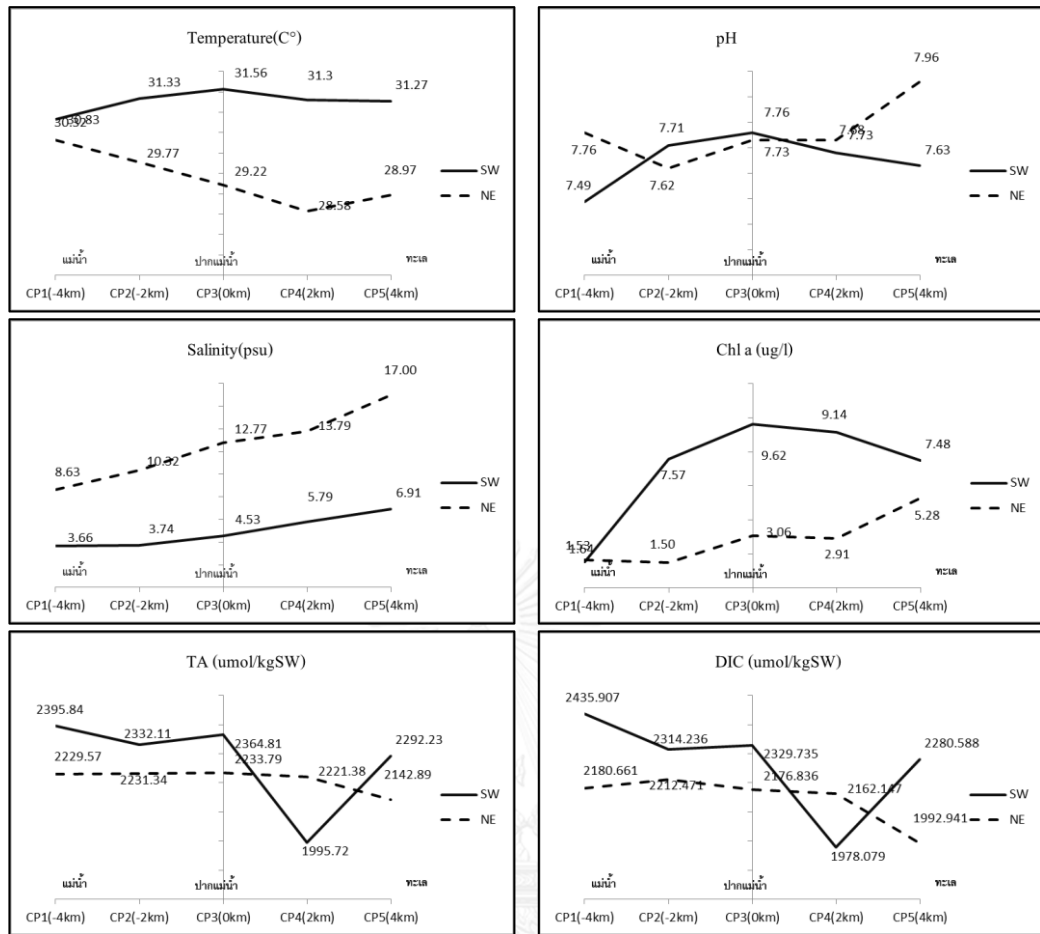 Temperature(C°)
31.33
31.56
31.3
31.27
30.83
30.32
29.77
29.22
28.58
28.97
SW
NE
แม่น้ำ
ปากแม่น้ำ
ทะเล
CP1(-4km) CP2(-2km) CP3(0km) CP4(2km) CP5(4km)
pH
7.96
7.76
7.71
7.68
7.73
7.76
7.73
7.63
7.49
7.62
SW
NE
แม่น้ำ
ปากแม่น้ำ
ทะเล
CP1(-4km) CP2(-2km) CP3(0km) CP4(2km) CP5(4km)
Salinity(psu)
17.00
12.77
13.79
8.63
10.32
5.79
6.91
3.66
3.74
4.53
SW
NE
แม่น้ำ
ปากแม่น้ำ
ทะเล
CP1(-4km) CP2(-2km) CP3(0km) CP4(2km) CP5(4km)
Chl a (ug/l)
9.14
7.48
7.57
9.62
5.28
1.53
1.64
1.50
3.06
2.91
SW
NE
แม่น้ำ
ปากแม่น้ำ
ทะเล
CP1(-4km) CP2(-2km) CP3(0km) CP4(2km) CP5(4km)
TA (umol/kgSW)
2395.84
2332.11
2364.81
2292.23
2229.57
2231.34
2233.79
2221.38
2142.89
1995.72
SW
NE
แม่น้ำ
ปากแม่น้ำ
ทะเล
CP1(-4km) CP2(-2km) CP3(0km) CP4(2km) CP5(4km)
DIC (umol/kgSW)
2435.907
2314.236
2329.735
2280.588
2180.661
2212.471
2176.836
2162.147
1992.941
1978.079
SW
NE
แม่น้ำ
ปากแม่น้ำ
ทะเล
CP1(-4km) CP2(-2km) CP3(0km) CP4(2km) CP5(4km)